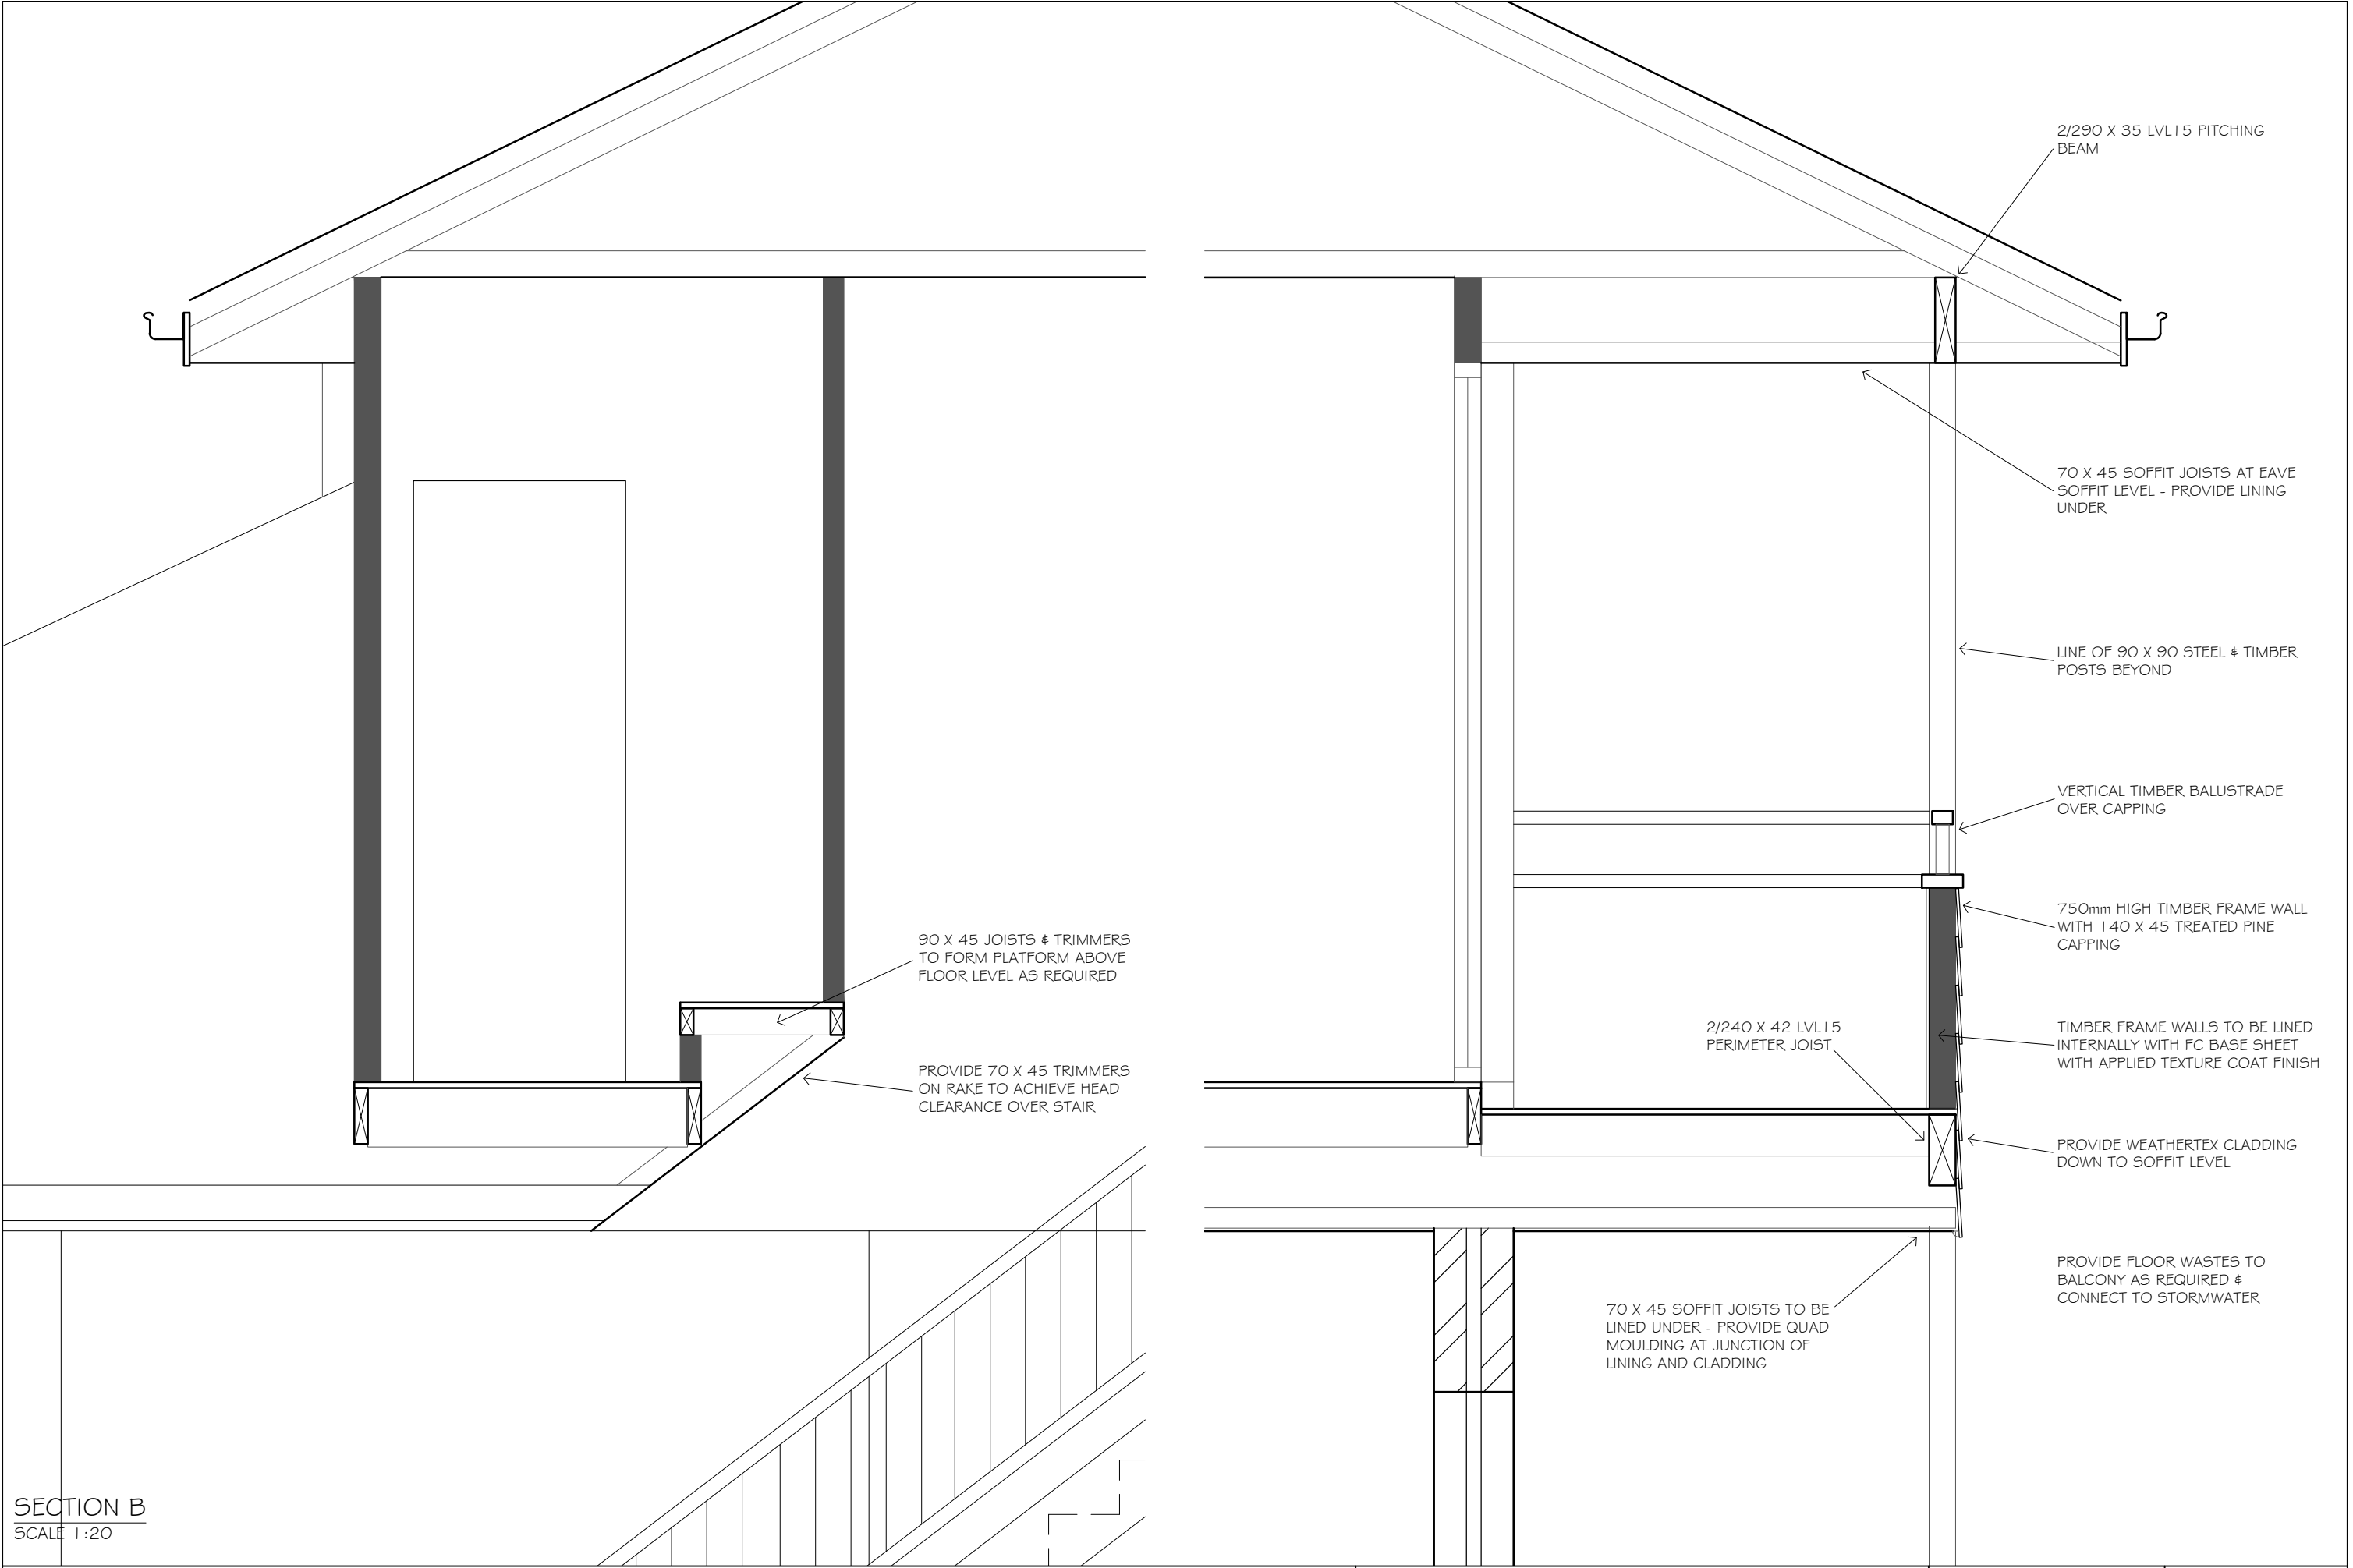 2/290 X 35 LVL15 PITCHING
BEAM
70 X 45 SOFFIT JOISTS AT EAVE
SOFFIT LEVEL - PROVIDE LINING
UNDER
LINE OF 90 X 90 STEEL & TIMBER
POSTS BEYOND
VERTICAL TIMBER BALUSTRADE
OVER CAPPING
750mm HIGH TIMBER FRAME WALL
WITH 140 X 45 TREATED PINE
CAPPING
90 X 45 JOISTS & TRIMMERS
TO FORM PLATFORM ABOVE
FLOOR LEVEL AS REQUIRED
2/240 X 42 LVL15
PERIMETER JOIST
TIMBER FRAME WALLS TO BE LINED
INTERNALLY WITH FC BASE SHEET
WITH APPLIED TEXTURE COAT FINISH
PROVIDE 70 X 45 TRIMMERS
ON RAKE TO ACHIEVE HEAD
CLEARANCE OVER STAIR
PROVIDE WEATHERTEX CLADDING
DOWN TO SOFFIT LEVEL
PROVIDE FLOOR WASTES TO
BALCONY AS REQUIRED &
CONNECT TO STORMWATER
70 X 45 SOFFIT JOISTS TO BE
LINED UNDER - PROVIDE QUAD
MOULDING AT JUNCTION OF
LINING AND CLADDING
SECTION B
SCALE 1:20